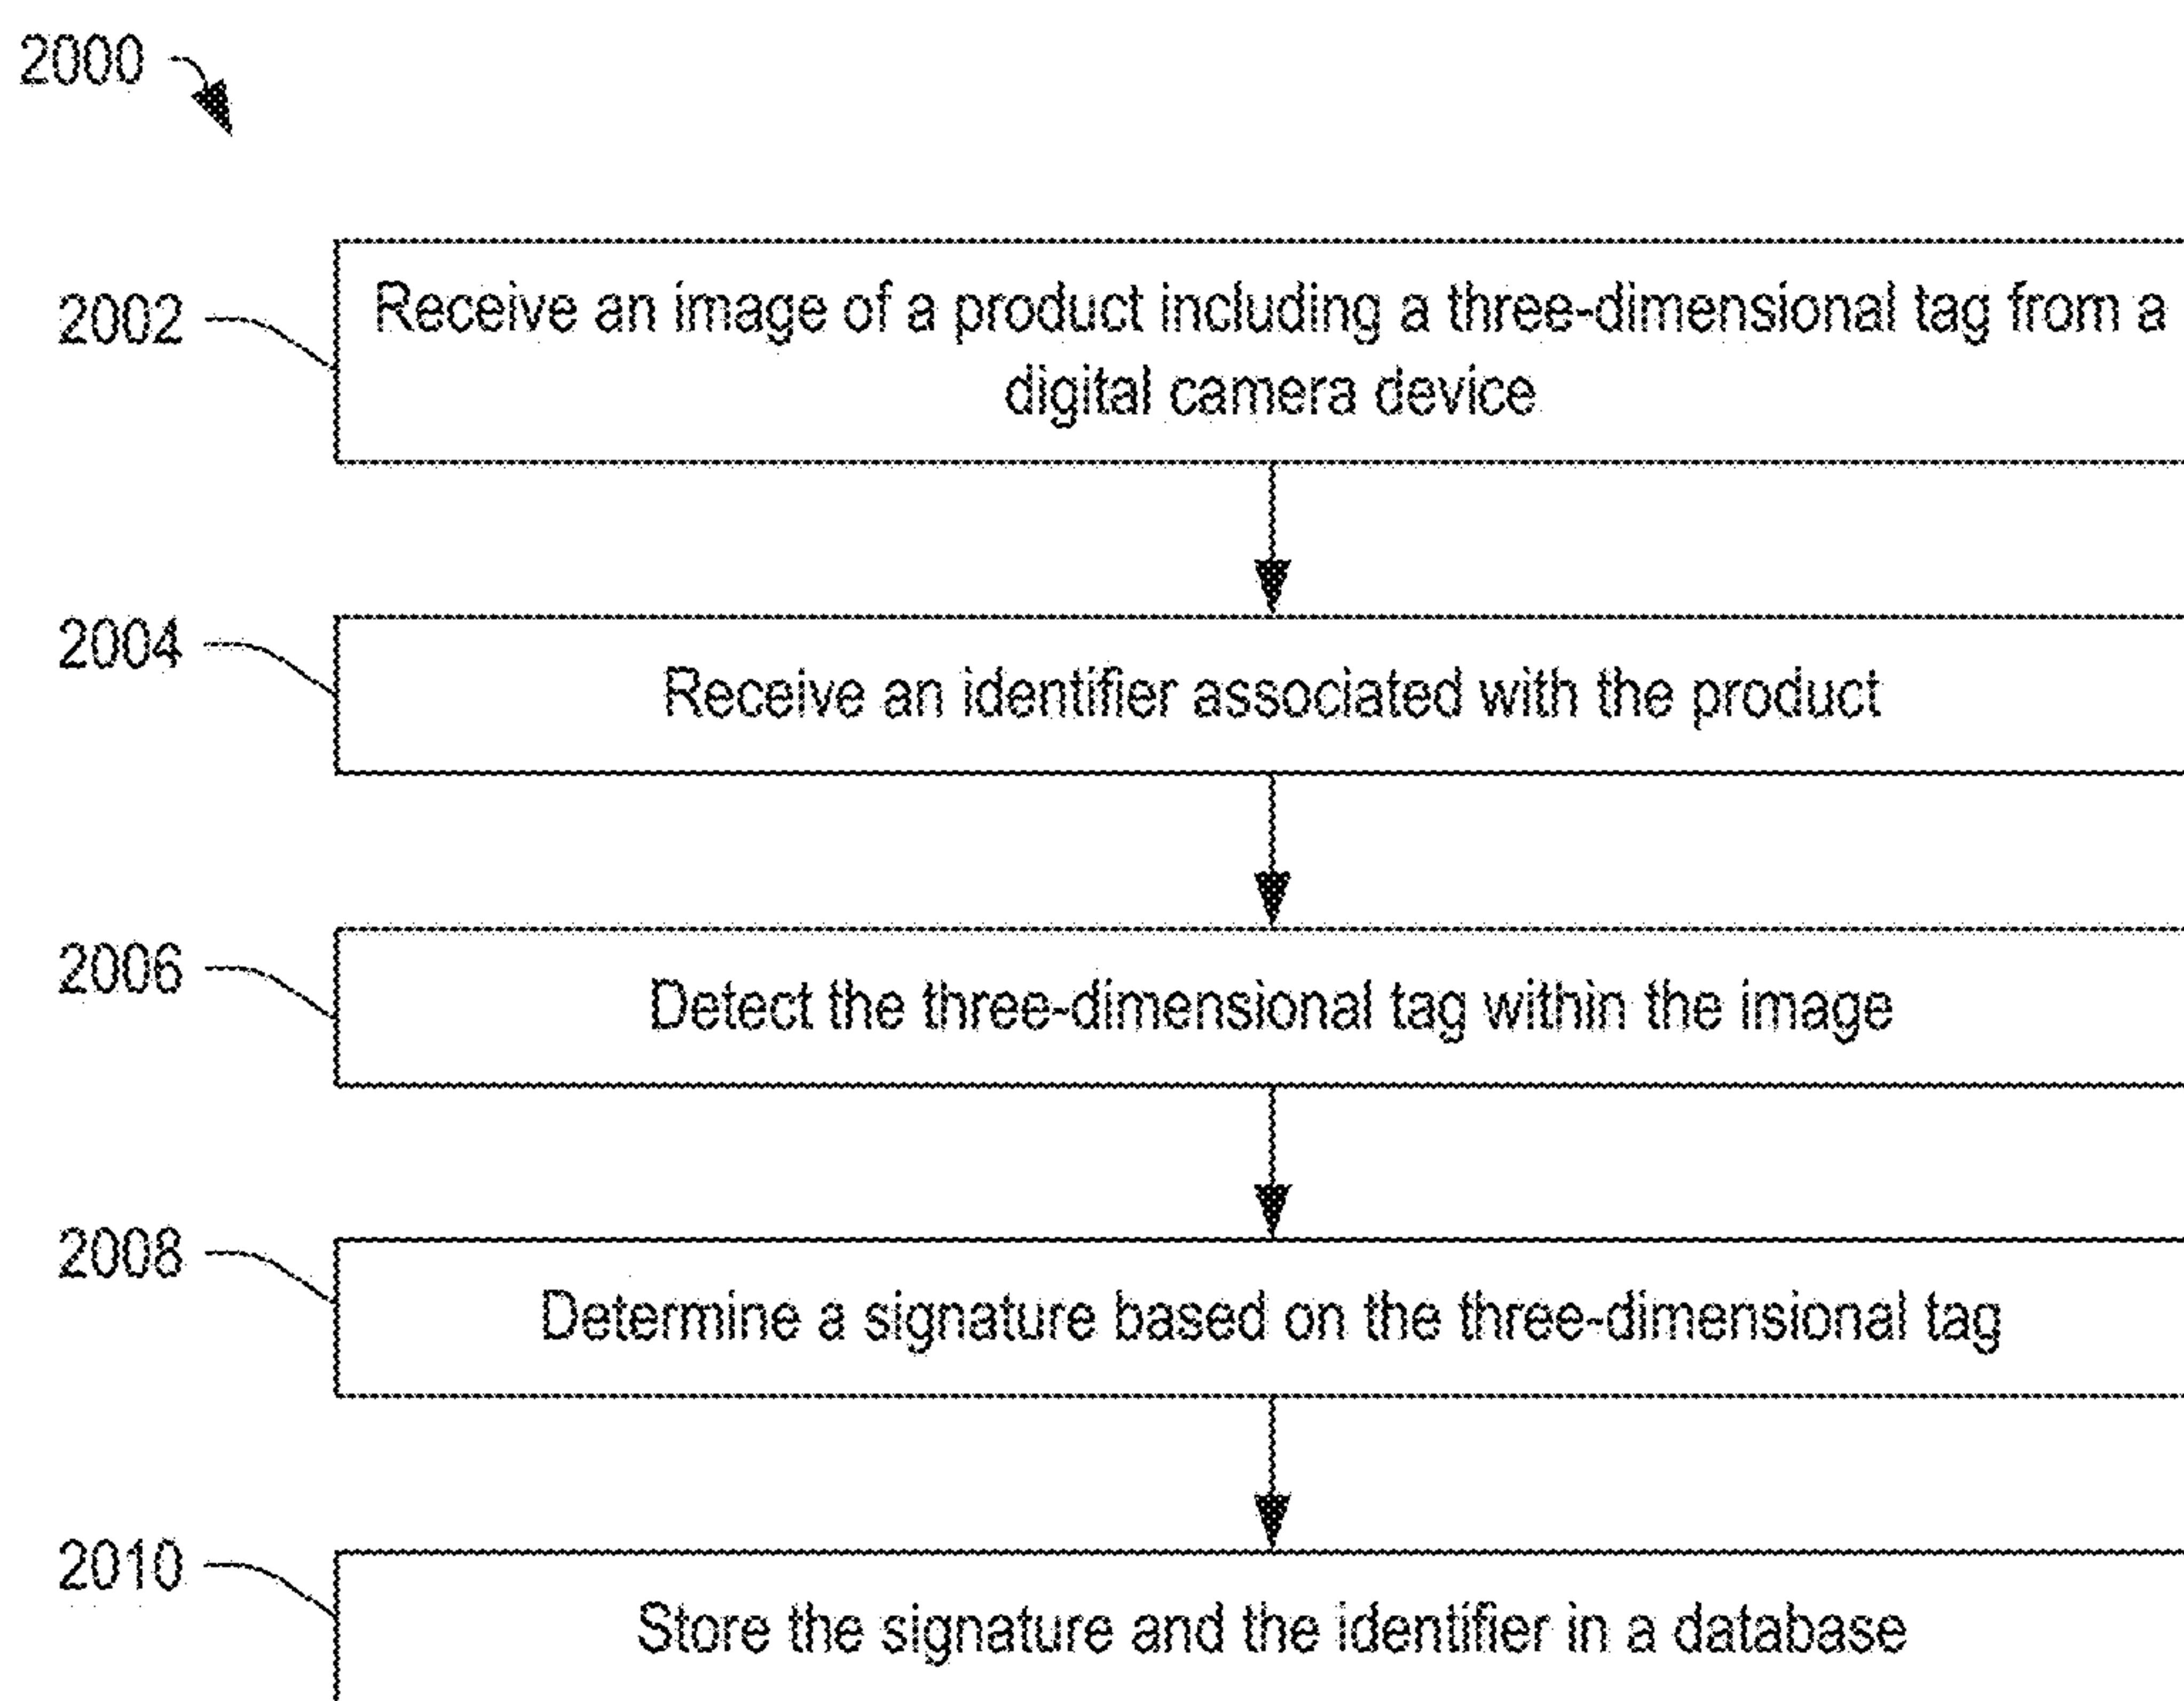 2000
2002
Receive an image of a product including a three-dimensional tag from a
digital camera device
2004
Receive an identifier associated with the product
2006
Detect the three-dimensional tag within the image
2008
Determine a signature based on the three-dimensional tag
2010
Store the signature and the identifier in a database